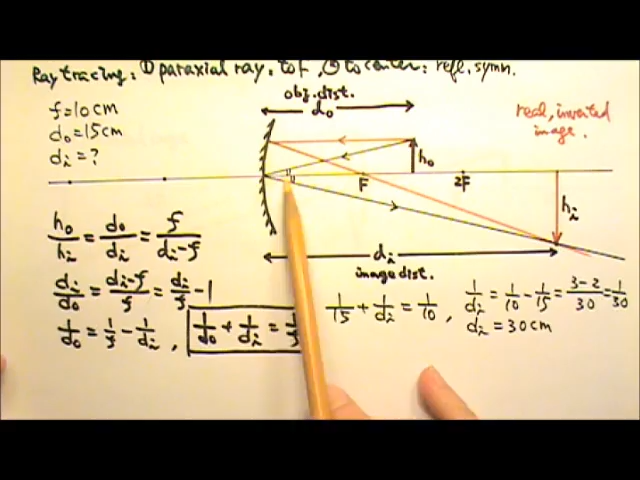 Ray tracing: ① paraxial ray. to F, ② to center: refl. symm.
f=10cm
d₀=15cm
dᵢ=?
obj.dist.
d₀
real, inverted
image.
h₀
F
2F
hᵢ
dᵢ
image dist.
h₀/hᵢ = d₀/dᵢ = f/(dᵢ-f)
dᵢ/d₀ = (dᵢ-f)/f = dᵢ/f - 1
1/d₀ = 1/f - 1/dᵢ , 1/d₀ + 1/dᵢ = 1/f
1/15 + 1/dᵢ = 1/10 , 1/dᵢ = 1/10 - 1/15 = (3-2)/30 = 1/30
dᵢ = 30cm